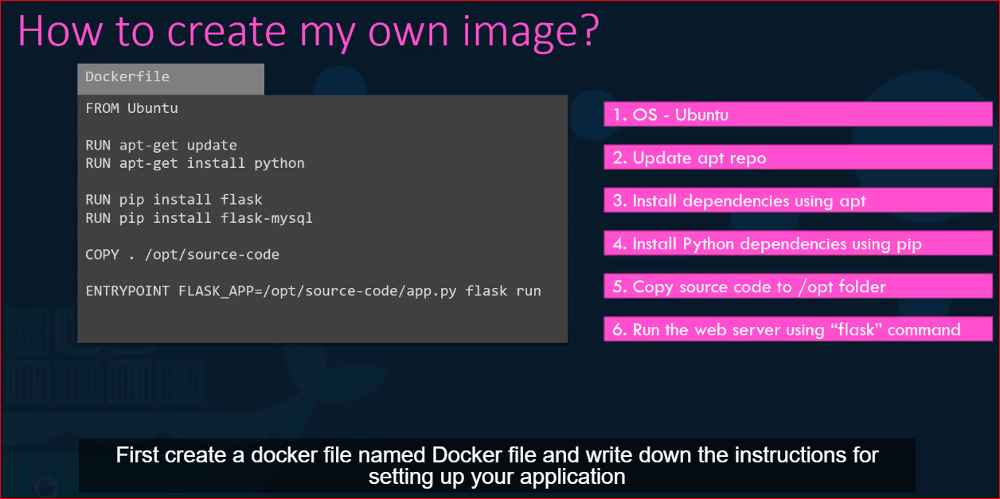 How to create my own image?
Dockerfile
FROM Ubuntu
RUN apt-get update
RUN apt-get install python
RUN pip install flask
RUN pip install flask-mysql
COPY . /opt/source-code
ENTRYPOINT FLASK_APP=/opt/source-code/app.py flask run
1. OS - Ubuntu
2. Update apt repo
3. Install dependencies using apt
4. Install Python dependencies using pip
5. Copy source code to /opt folder
6. Run the web server using “flask” command
First create a docker file named Docker file and write down the instructions for
setting up your application